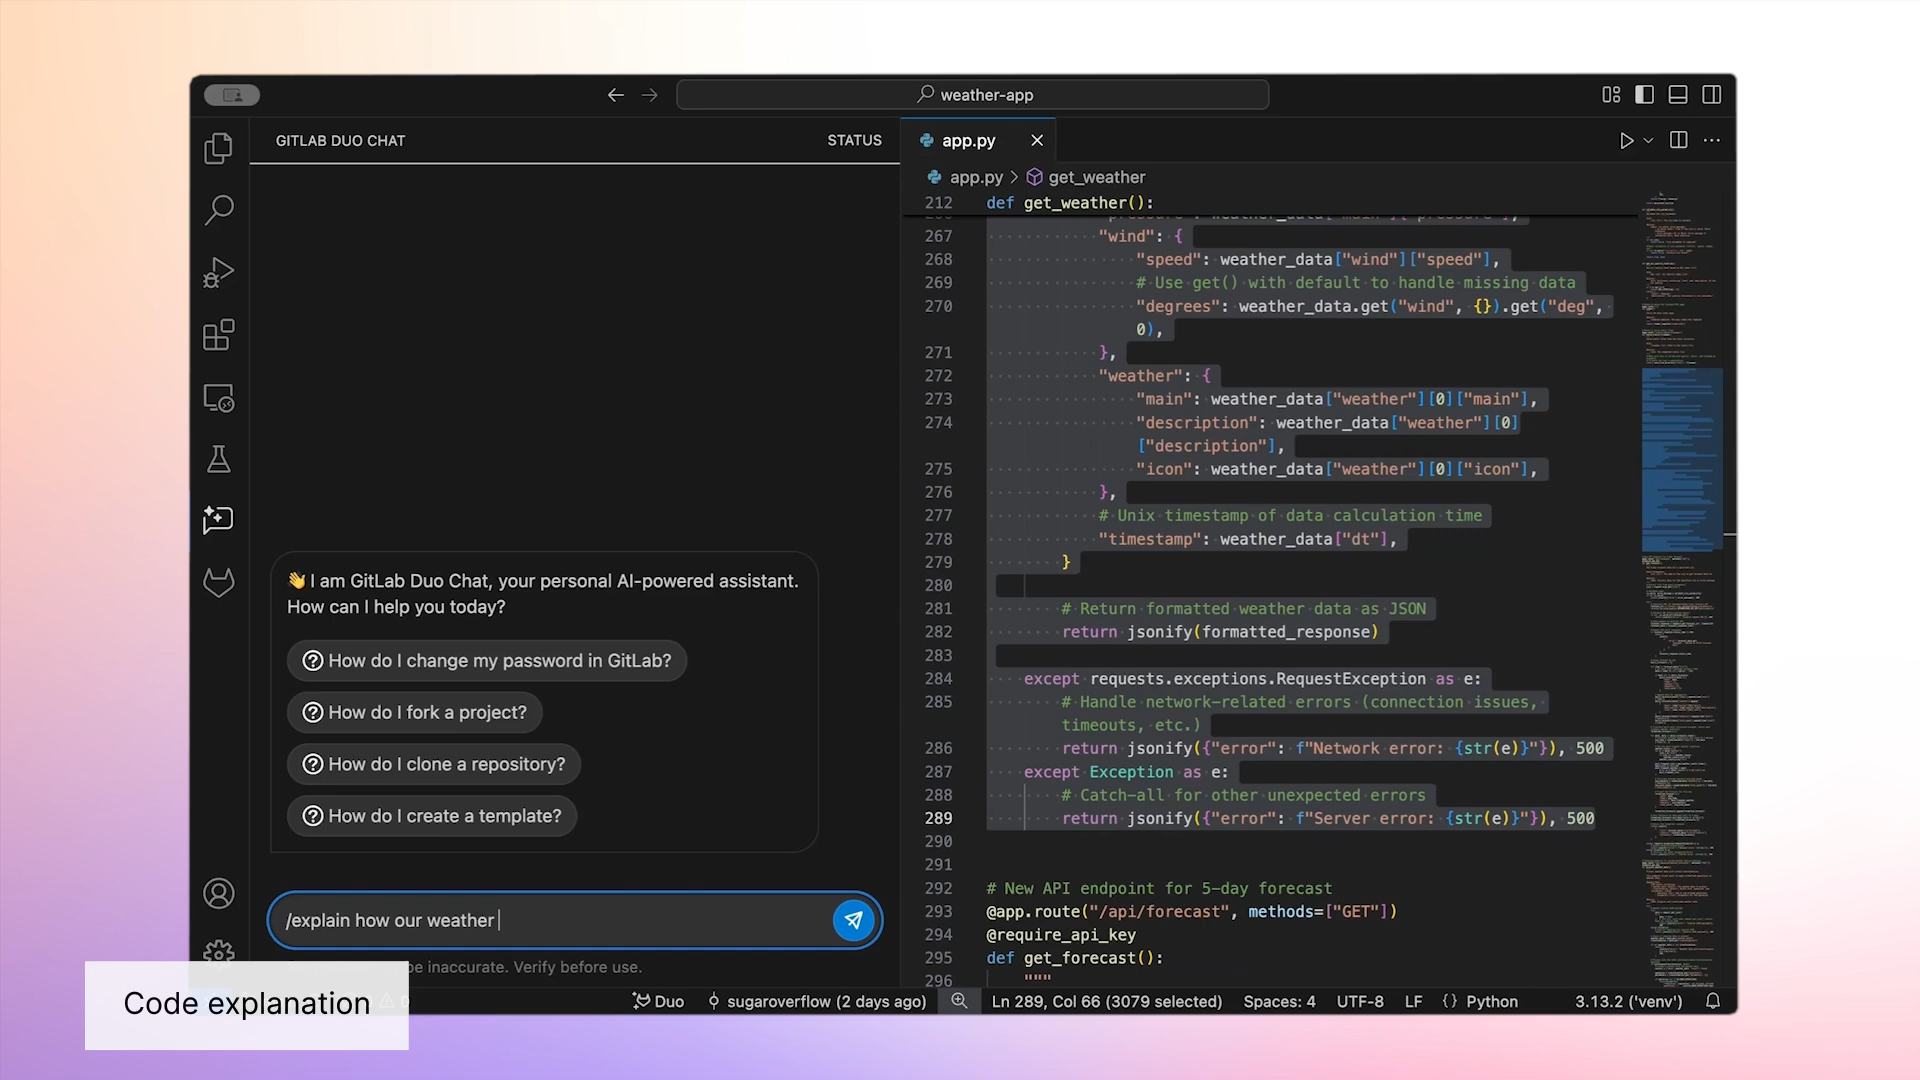 weather-app
GITLAB DUO CHAT
STATUS
👋 I am GitLab Duo Chat, your personal AI-powered assistant.
How can I help you today?
How do I change my password in GitLab?
How do I fork a project?
How do I clone a repository?
How do I create a template?
/explain how our weather
be inaccurate. Verify before use.
app.py
app.py > get_weather
212 def get_weather():
267 "wind": {
268 "speed": weather_data["wind"]["speed"],
269 # Use get() with default to handle missing data
270 "degrees": weather_data.get("wind", {}).get("deg",
0),
271 },
272 "weather": {
273 "main": weather_data["weather"][0]["main"],
274 "description": weather_data["weather"][0]
["description"],
275 "icon": weather_data["weather"][0]["icon"],
276 },
277 # Unix timestamp of data calculation time
278 "timestamp": weather_data["dt"],
279 }
280
281 # Return formatted weather data as JSON
282 return jsonify(formatted_response)
283
284 except requests.exceptions.RequestException as e:
285 # Handle network-related errors (connection issues,
timeouts, etc.)
286 return jsonify({"error": f"Network error: {str(e)}"}), 500
287 except Exception as e:
288 # Catch-all for other unexpected errors
289 return jsonify({"error": f"Server error: {str(e)}"}), 500
290
291
292 # New API endpoint for 5-day forecast
293 @app.route("/api/forecast", methods=["GET"])
294 @require_api_key
295 def get_forecast():
296 """"
Duo
sugaroverflow (2 days ago)
Ln 289, Col 66 (3079 selected)
Spaces: 4
UTF-8
LF
{} Python
3.13.2 ('venv')
Code explanation